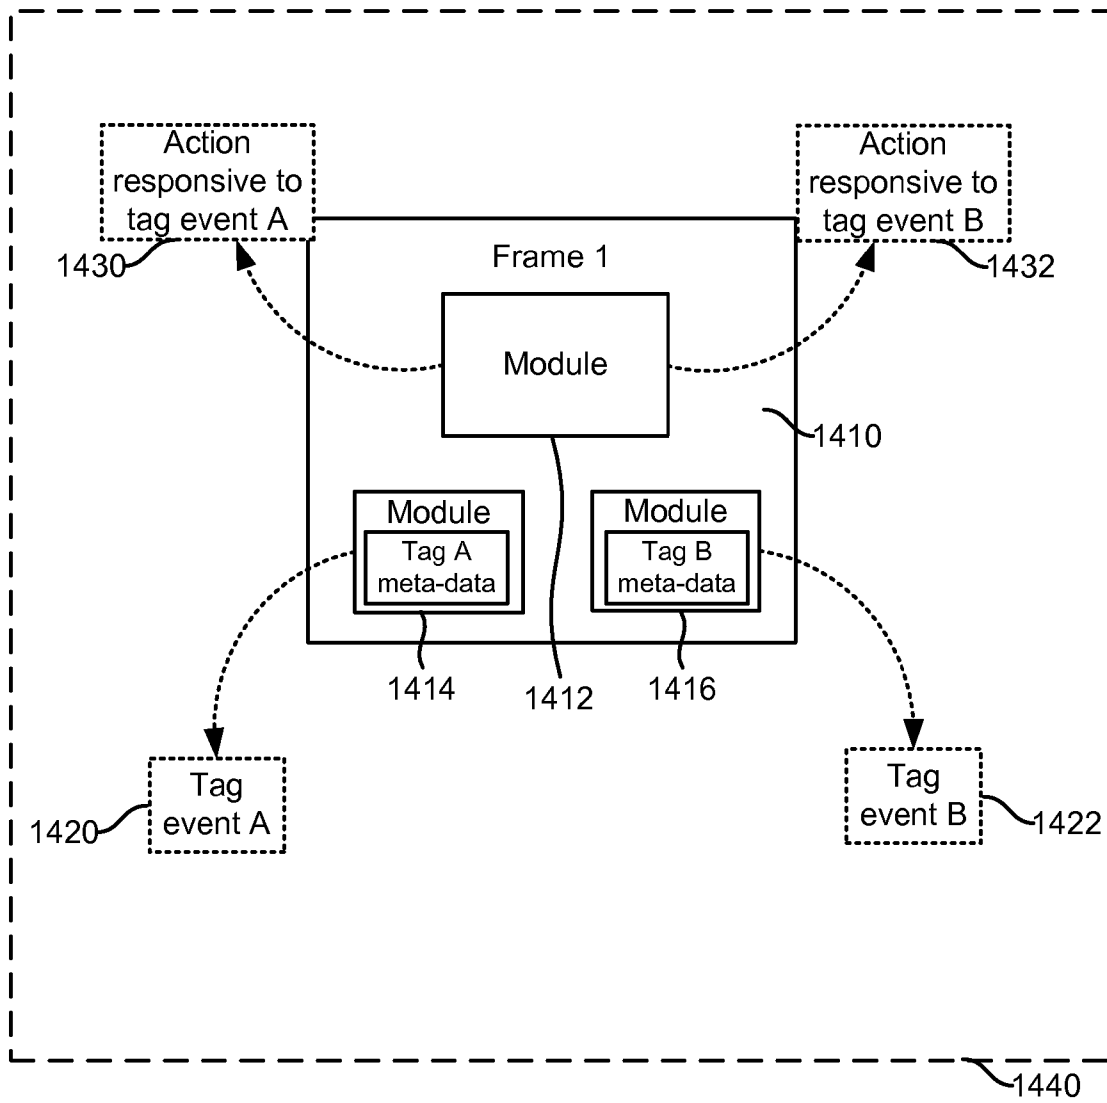 Action
responsive to
tag event A
Action
responsive to
tag event B
1430
Frame 1
1432
Module
1410
Module
Tag A
meta-data
Module
Tag B
meta-data
1414
1412
1416
Tag
event A
Tag
event B
1420
1422
1440